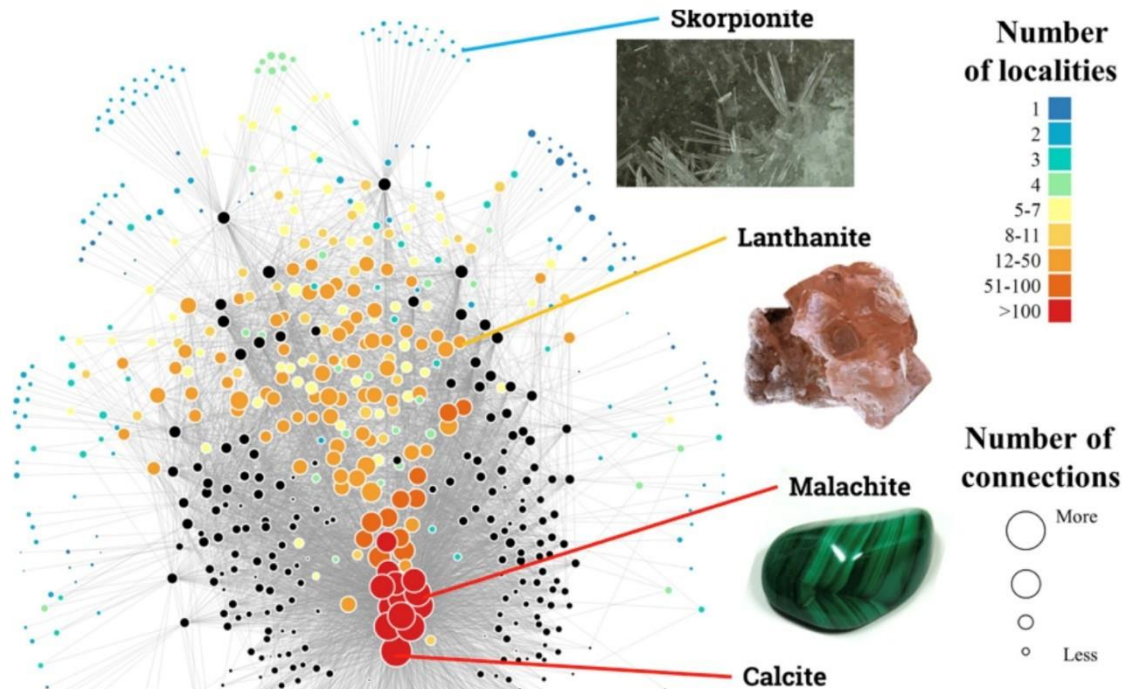 Skorpionite
Lanthanite
Malachite
Calcite
Number
of localities
1
2
3
4
5-7
8-11
12-50
51-100
>100
Number of
connections
More
Less